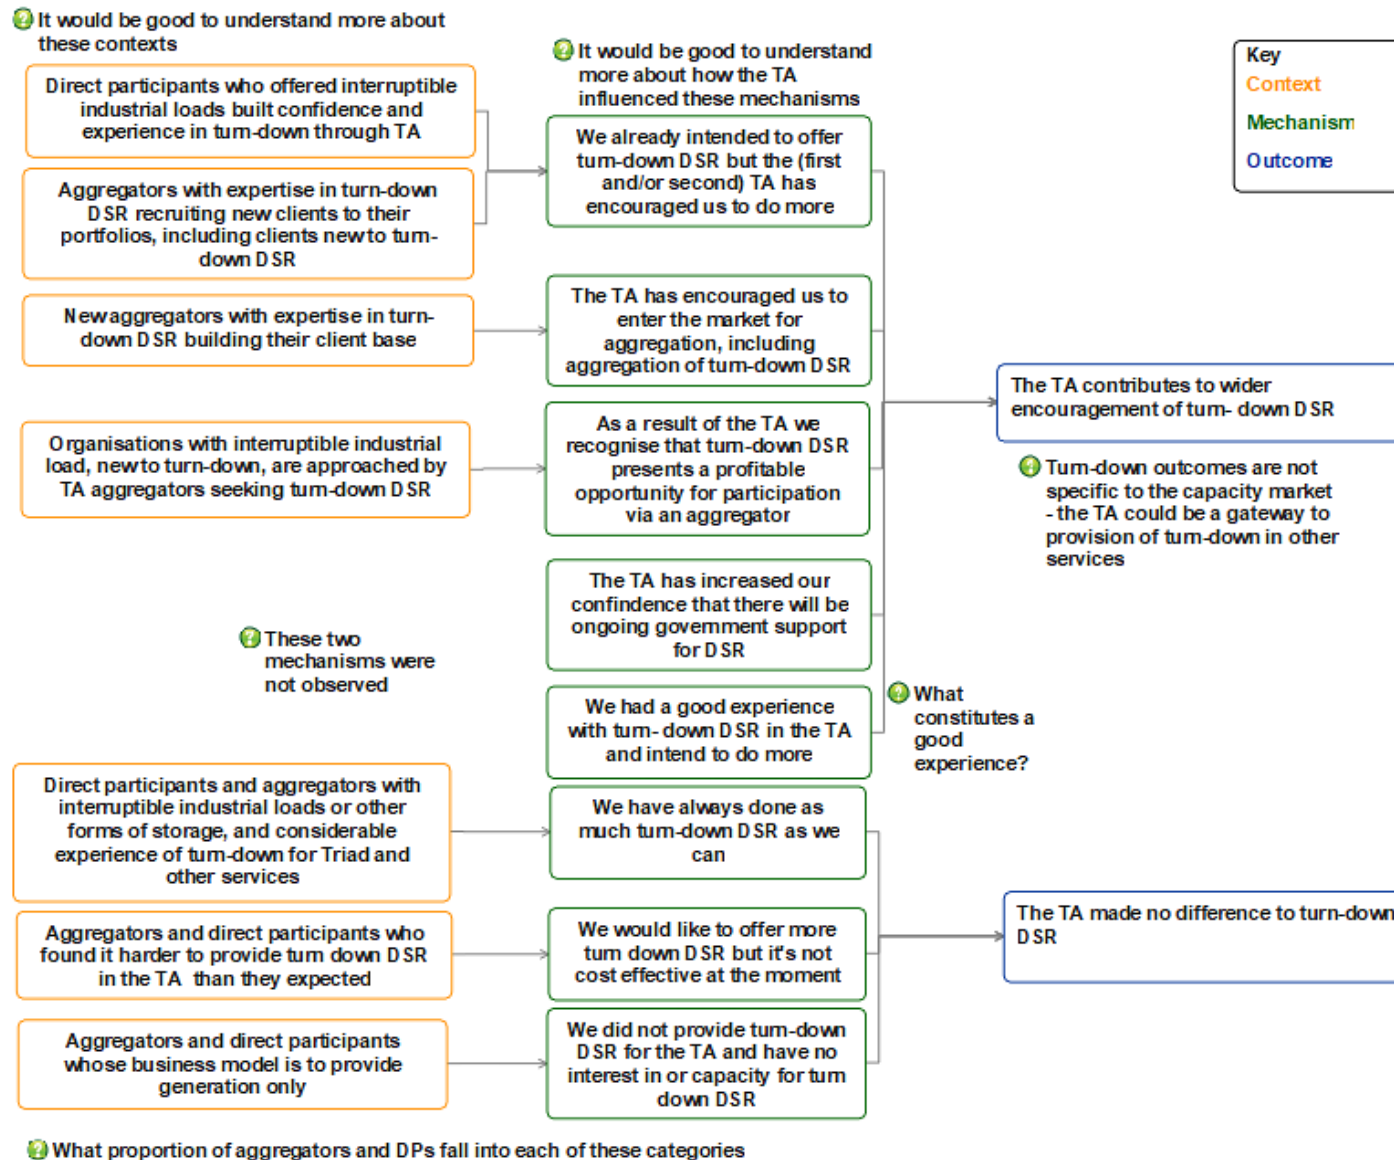 It would be good to understand more about
these contexts
Direct participants who offered interruptible
industrial loads built confidence and
experience in turn-down through TA
Aggregators with expertise in turn-down
DSR recruiting new clients to their
portfolios, including clients new to turn-
down DSR
New aggregators with expertise in turn-
down DSR building their client base
Organisations with interruptible industrial
load, new to turn-down, are approached by
TA aggregators seeking turn-down DSR
These two
mechanisms were
not observed
Direct participants and aggregators with
interruptible industrial loads or other
forms of storage, and considerable
experience of turn-down for Triad and
other services
Aggregators and direct participants who
found it harder to provide turn down DSR
in the TA than they expected
Aggregators and direct participants
whose business model is to provide
generation only
What proportion of aggregators and DPs fall into each of these categories
It would be good to understand
more about how the TA
influenced these mechanisms
We already intended to offer
turn-down DSR but the (first
and/or second) TA has
encouraged us to do more
The TA has encouraged us to
enter the market for
aggregation, including
aggregation of turn-down DSR
As a result of the TA we
recognise that turn-down DSR
presents a profitable
opportunity for participation
via an aggregator
The TA has increased our
confindence that there will be
ongoing government support
for DSR
We had a good experience
with turn- down DSR in the TA
and intend to do more
What
constitutes a
good
experience?
We have always done as
much turn-down DSR as we
can
We would like to offer more
turn down DSR but it's not
cost effective at the moment
We did not provide turn-down
DSR for the TA and have no
interest in or capacity for turn
down DSR
Key
Context
Mechanism
Outcome
The TA contributes to wider
encouragement of turn- down DSR
Turn-down outcomes are not
specific to the capacity market
- the TA could be a gateway to
provision of turn-down in other
services
The TA made no difference to turn-down
DSR